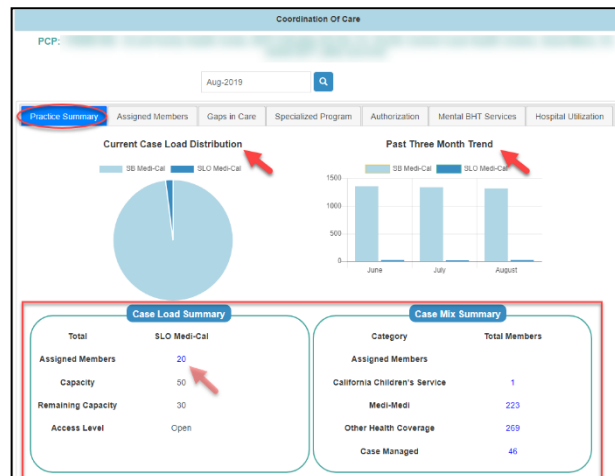 Coordination Of Care
PCP:
Aug-2019
Practice Summary Assigned Members Gaps in Care Specialized Program Authorization Mental BHT Services Hospital Utilization
Current Case Load Distribution
SB Medi-Cal SLO Medi-Cal
Past Three Month Trend
SB Medi-Cal SLO Medi-Cal
1500
1000
500
0
June July August
Case Load Summary
Total SLO Medi-Cal
Assigned Members 20
Capacity 50
Remaining Capacity 30
Access Level Open
Case Mix Summary
Category Total Members
Assigned Members
California Children's Service 1
Medi-Medi 223
Other Health Coverage 269
Case Managed 46